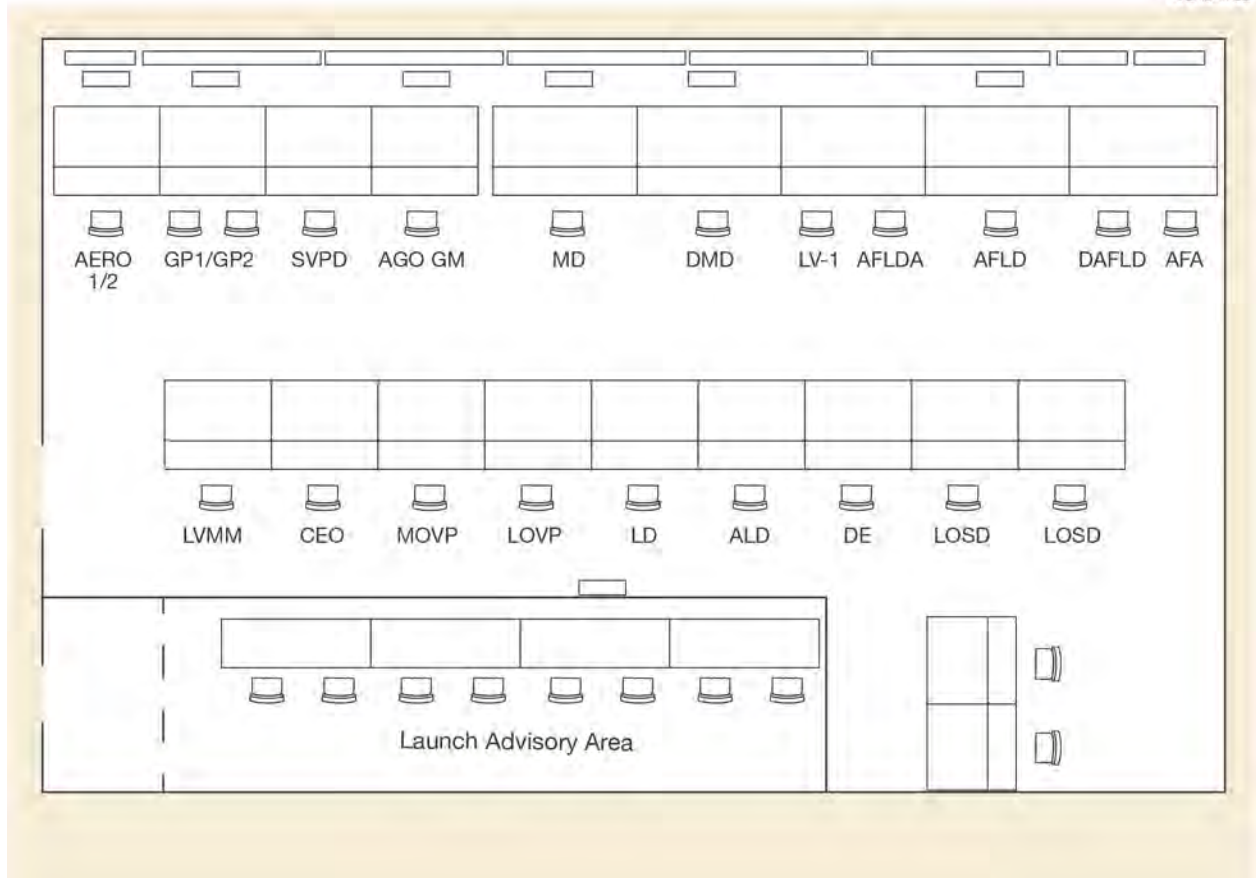 AERO GP1/GP2 SVPD AGO GM MD DMD LV-1 AFLDA AFLD DAFLD AFA
1/2
LVMM CEO MOVP LOVP LD ALD DE LOSD LOSD
Launch Advisory Area